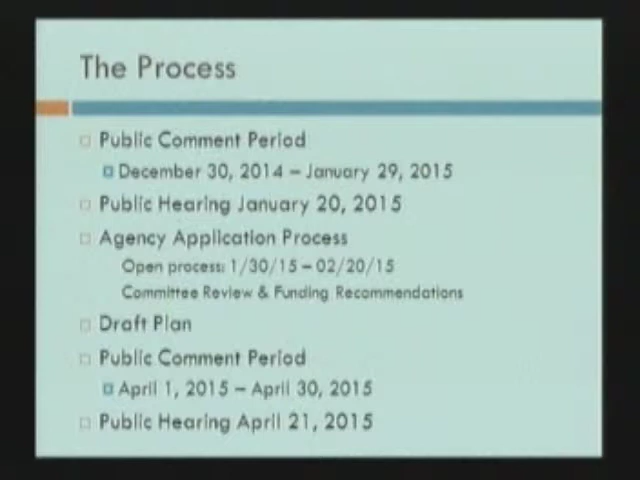 The Process
Public Comment Period
December 30, 2014 – January 29, 2015
Public Hearing January 20, 2015
Agency Application Process
Open process: 1/30/15 – 02/20/15
Committee Review & Funding Recommendations
Draft Plan
Public Comment Period
April 1, 2015 – April 30, 2015
Public Hearing April 21, 2015